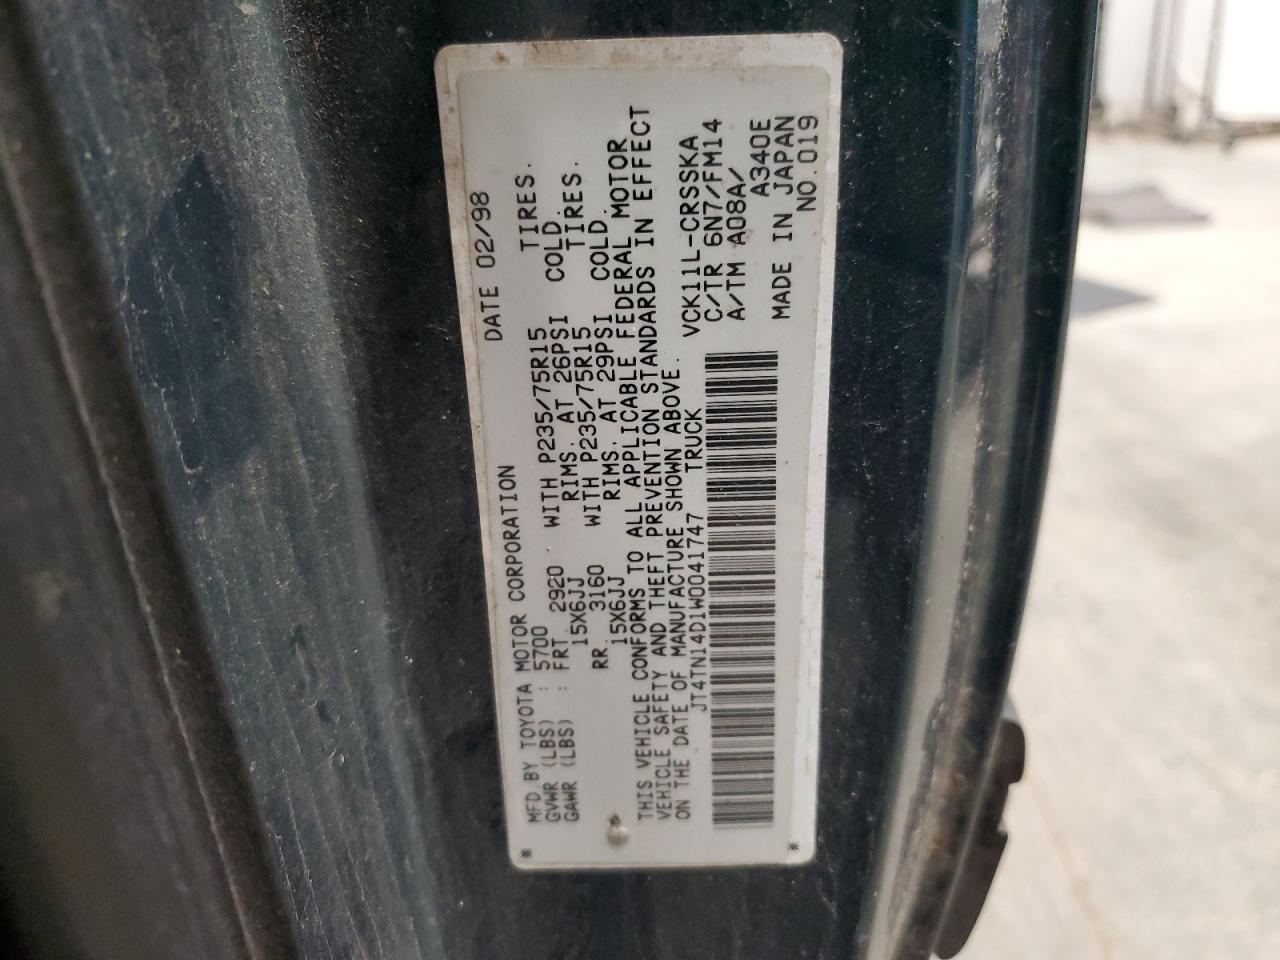 MFD. BY TOYOTA MOTOR CORPORATION DATE 02/98
GVWR (LBS) : 5700 WITH P235/75R15 TIRES.
GAWR (LBS) : FRT. 2920 RIMS. AT 26PSI COLD.
15X6JJ WITH P235/75R15 TIRES.
RR. 3160 RIMS. AT 29PSI COLD.
15X6JJ
THIS VEHICLE CONFORMS TO ALL APPLICABLE FEDERAL MOTOR
VEHICLE SAFETY AND THEFT PREVENTION STANDARDS IN EFFECT
ON THE DATE OF MANUFACTURE SHOWN ABOVE.
JT4TN14D1W0041747 TRUCK
VCK11L-CRSSKA
C/TR 6N7/FM14
A/TM A08A/
A340E
MADE IN JAPAN
NO.019
* *